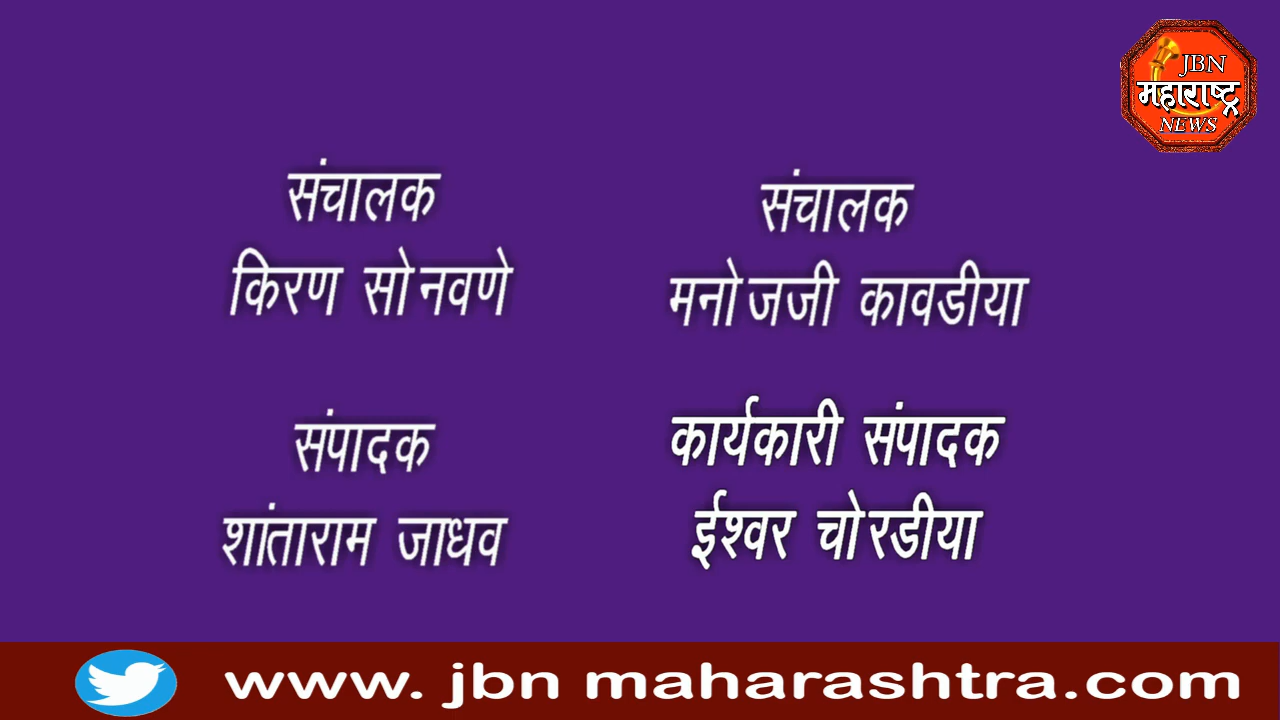 JBN
महाराष्ट्र
NEWS
संचालक
किरण सोनवणे
संचालक
मनोजजी कावडीया
संपादक
शांताराम जाधव
कार्यकारी संपादक
ईश्वर चोरडीया
www. jbn maharashtra.com